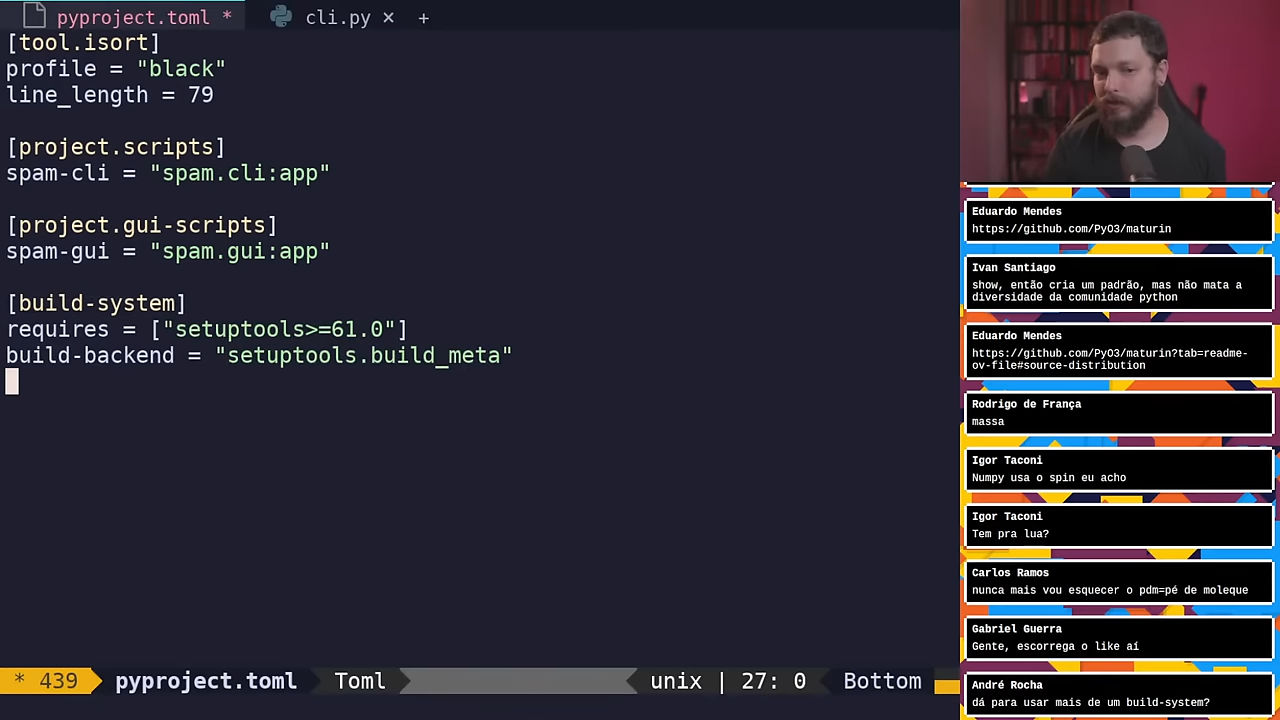 pyproject.toml *
cli.py × +
[tool.isort]
profile = "black"
line_length = 79
[project.scripts]
spam-cli = "spam.cli:app"
[project.gui-scripts]
spam-gui = "spam.gui:app"
[build-system]
requires = ["setuptools>=61.0"]
build-backend = "setuptools.build_meta"
* 439 pyproject.toml Toml unix | 27: 0 Bottom
Eduardo Mendes
https://github.com/PyO3/maturin
Ivan Santiago
show, então cria um padrão, mas não mata a
diversidade da comunidade python
Eduardo Mendes
https://github.com/PyO3/maturin?tab=readme-
ov-file#source-distribution
Rodrigo de França
massa
Igor Taconi
Numpy usa o spin eu acho
Igor Taconi
Tem pra lua?
Carlos Ramos
nunca mais vou esquecer o pdm=pé de moleque
Gabriel Guerra
Gente, escorrega o like aí
André Rocha
dá para usar mais de um build-system?